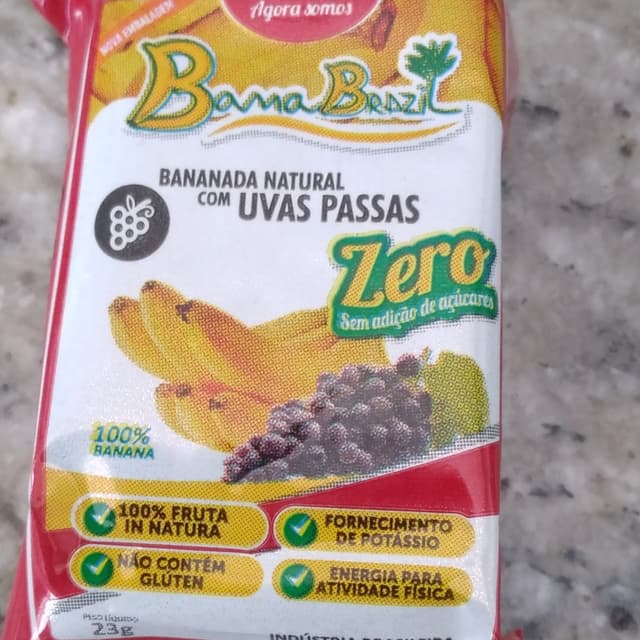 Agora somos
NOVA EMBALAGEM
BanaBrazil
BANANADA NATURAL
COM UVAS PASSAS
Zero
Sem adição de açúcares
100%
BANANA
100% FRUTA
IN NATURA
FORNECIMENTO
DE POTÁSSIO
NÃO CONTÉM
GLÚTEN
ENERGIA PARA
ATIVIDADE FÍSICA
PESO LÍQUIDO
23g
INDÚSTRIA BRASILEIRA